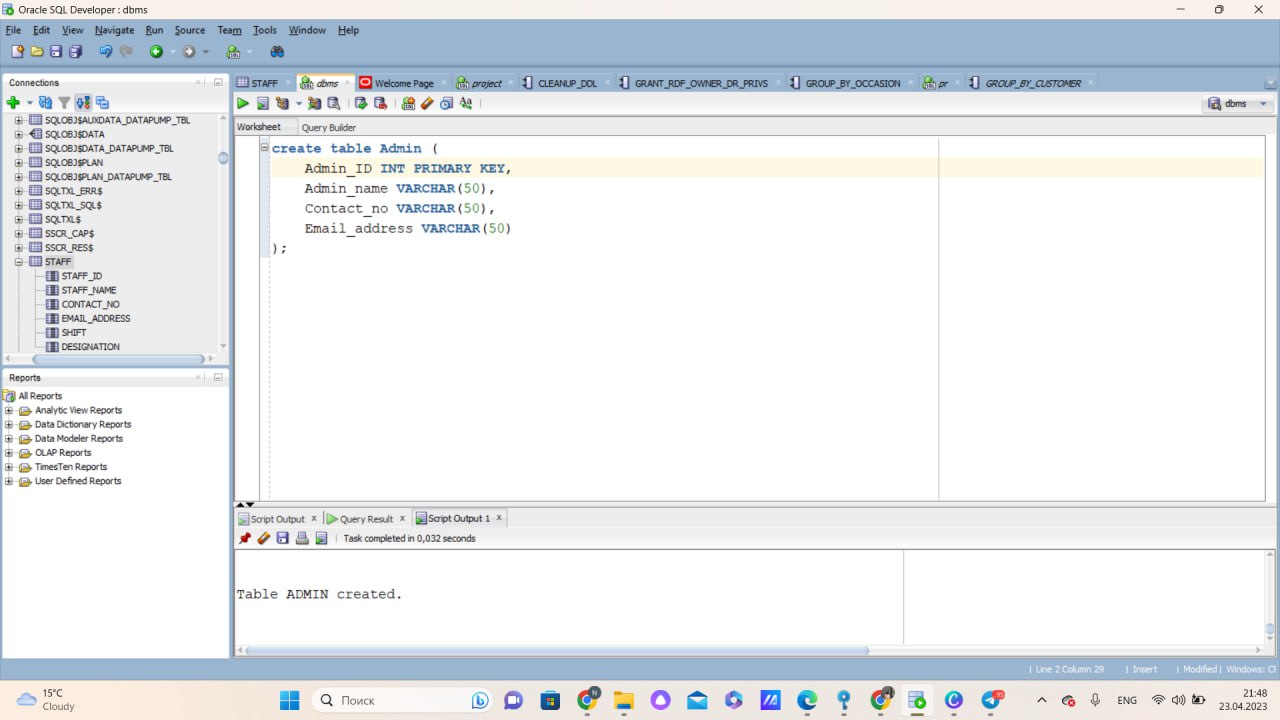 Oracle SQL Developer : dbms
File Edit View Navigate Run Source Team Tools Window Help
Connections
SQLOBJ$AUXDATA_DATAPUMP_TBL
SQLOBJ$DATA
SQLOBJ$DATA_DATAPUMP_TBL
SQLOBJ$PLAN
SQLOBJ$PLAN_DATAPUMP_TBL
SQLTXL_ERR$
SQLTXL_SQL$
SQLTXL$
SSCR_CAP$
SSCR_RES$
STAFF
STAFF_ID
STAFF_NAME
CONTACT_NO
EMAIL_ADDRESS
SHIFT
DESIGNATION
Reports
All Reports
Analytic View Reports
Data Dictionary Reports
Data Modeler Reports
OLAP Reports
TimesTen Reports
User Defined Reports
STAFF dbms Welcome Page project CLEANUP_DDL GRANT_RDF_OWNER_DR_PRIVS GROUP_BY_OCCASION pr GROUP_BY_CUSTOMER
dbms
Worksheet Query Builder
create table Admin (
Admin_ID INT PRIMARY KEY,
Admin_name VARCHAR(50),
Contact_no VARCHAR(50),
Email_address VARCHAR(50)
);
Script Output Query Result Script Output 1
Task completed in 0,032 seconds
Table ADMIN created.
Line 2 Column 29 Insert Modified Windows: CF
15°C
Cloudy
Поиск
95
ENG
21:48
23.04.2023